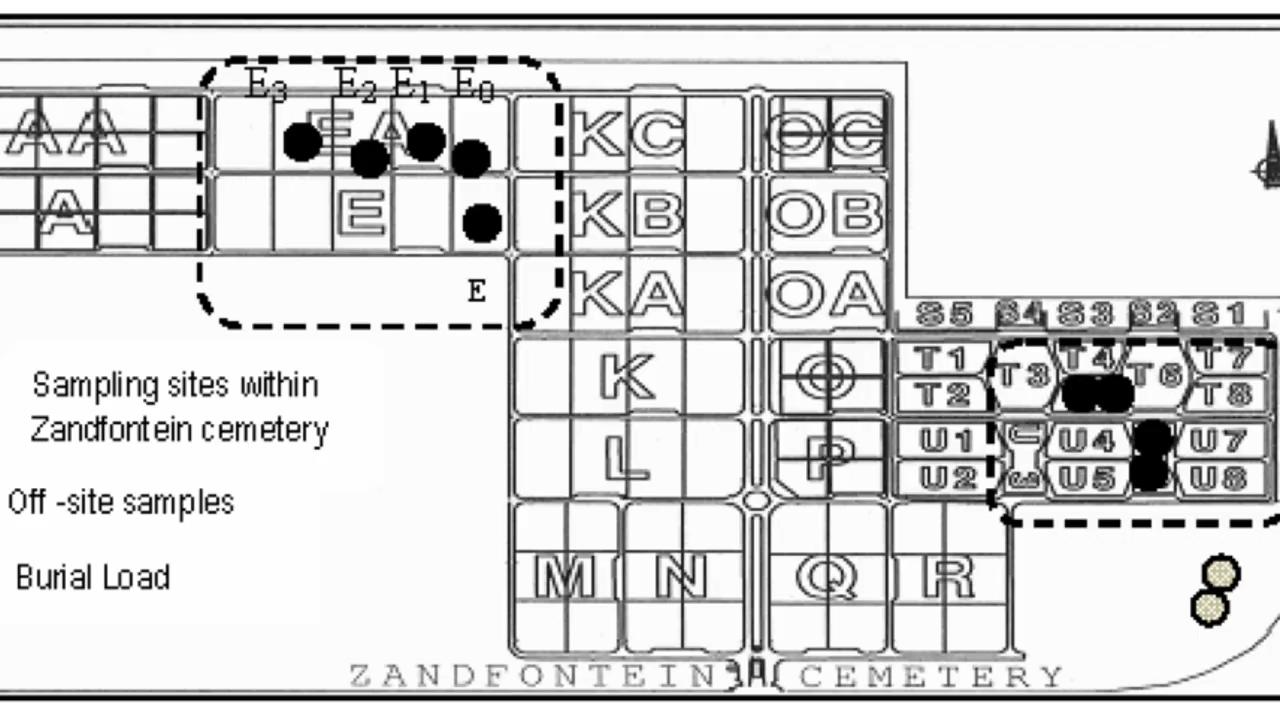 E3 E2 E1 E0
AA EA KC OC
A E KB OB
E KA OA
S5 S4 S3 S2 S1
K O T1 T3 T4 T6 T7
T2 T8
L P U1 U3 U4 U7
U2 U5 U8
Sampling sites within
Zandfontein cemetery
Off -site samples
Burial Load
M N Q R
ZANDFONTEIN CEMETERY